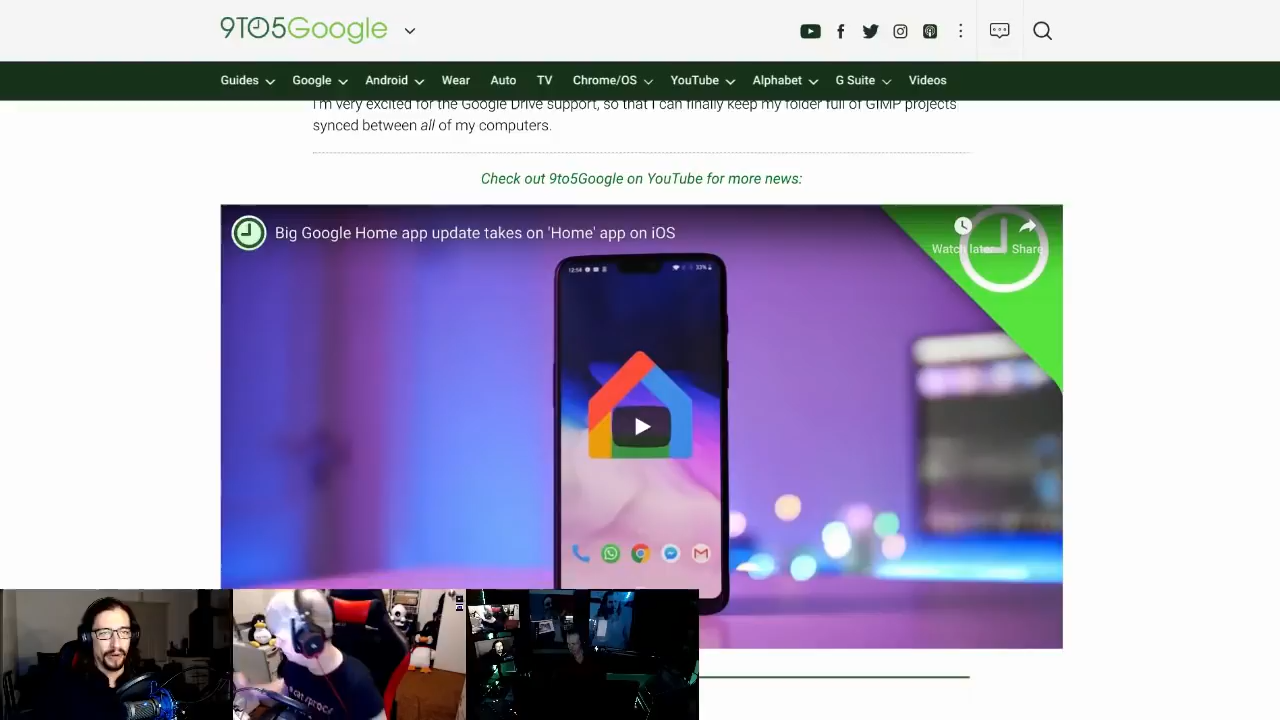 9TO5Google
Guides Google Android Wear Auto TV Chrome/OS YouTube Alphabet G Suite Videos
I'm very excited for the Google Drive support, so that I can finally keep my folder full of GIMP projects
synced between all of my computers.
Check out 9to5Google on YouTube for more news:
Big Google Home app update takes on 'Home' app on iOS
Watch later Share
12:58
33%